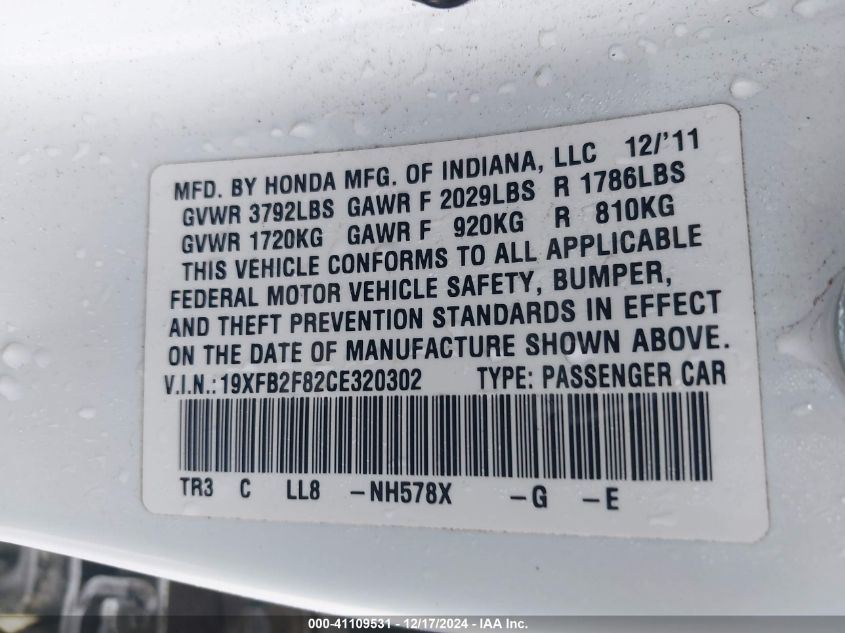 MFD. BY HONDA MFG. OF INDIANA, LLC 12/'11
GVWR 3792LBS GAWR F 2029LBS R 1786LBS
GVWR 1720KG GAWR F 920KG R 810KG
THIS VEHICLE CONFORMS TO ALL APPLICABLE
FEDERAL MOTOR VEHICLE SAFETY, BUMPER,
AND THEFT PREVENTION STANDARDS IN EFFECT
ON THE DATE OF MANUFACTURE SHOWN ABOVE.
V.I.N.:19XFB2F82CE320302 TYPE: PASSENGER CAR
TR3 C LL8 -NH578X -G -E
000-41109531 - 12/17/2024 - IAA Inc.